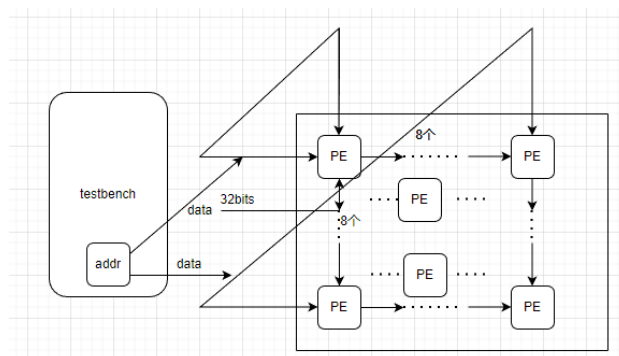 8个
PE
PE
testbench
32bits
PE
data
8个
addr
data
PE
PE
PE